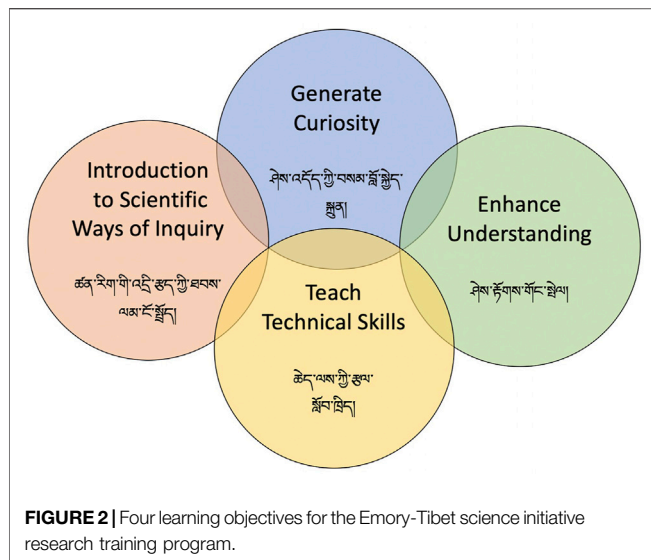 Generate
Curiosity
ཤེས་འདོད་ཀྱི་བསམ་བློ་སྐྱེད་
སྐྲུན།
Introduction
to Scientific
Ways of Inquiry
ཚན་རིག་གི་འདྲི་རྩད་ཀྱི་ཐབས་
ལམ་ངོ་སྤྲོད།
Enhance
Understanding
ཤེས་རྟོགས་གོང་སྤེལ།
Teach
Technical Skills
ཆེད་ལས་ཀྱི་རྩལ་
སློབ་ཁྲིད།
FIGURE 2 | Four learning objectives for the Emory-Tibet science initiative
research training program.